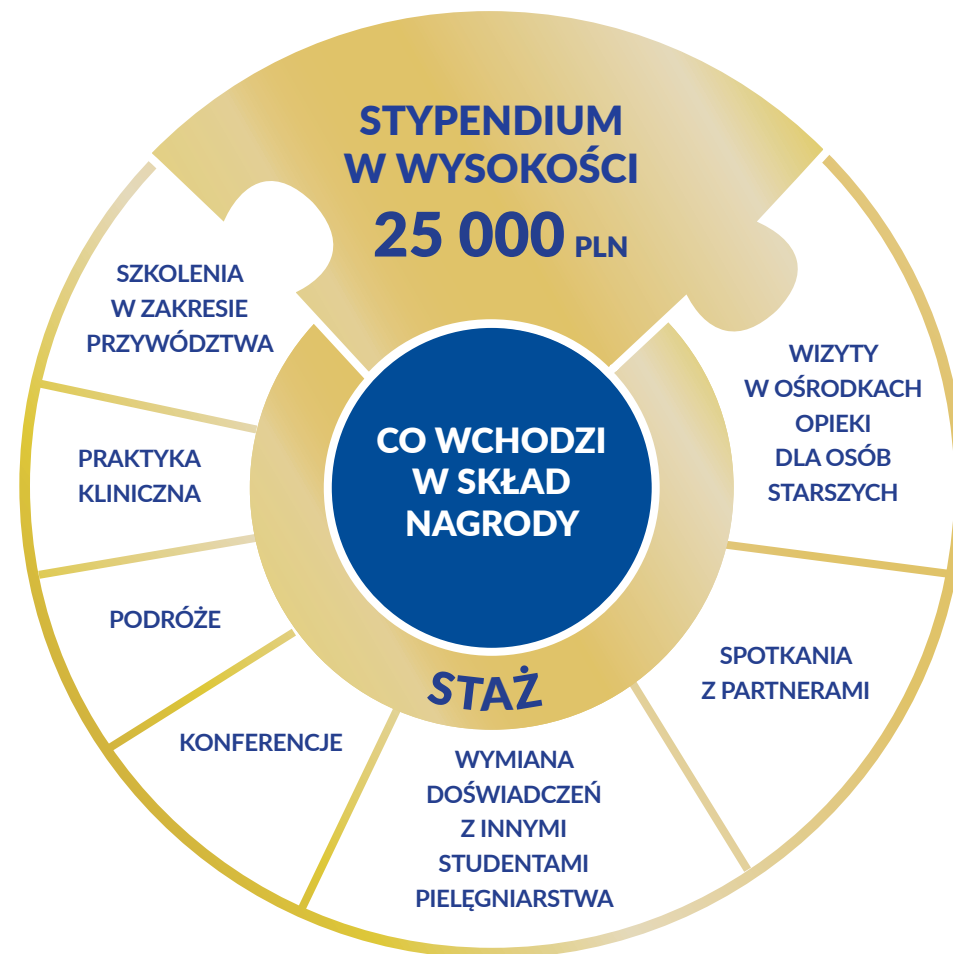 STYPENDIUM
W WYSOKOŚCI
25 000 PLN
SZKOLENIA
W ZAKRESIE
PRZYWÓDZTWA
WIZYTY
W OŚRODKACH
OPIEKI
DLA OSÓB
STARSZYCH
CO WCHODZI
W SKŁAD
NAGRODY
PRAKTYKA
KLINICZNA
PODRÓŻE
SPOTKANIA
Z PARTNERAMI
STAŻ
KONFERENCJE
WYMIANA
DOŚWIADCZEŃ
Z INNYMI
STUDENTAMI
PIELĘGNIARSTWA